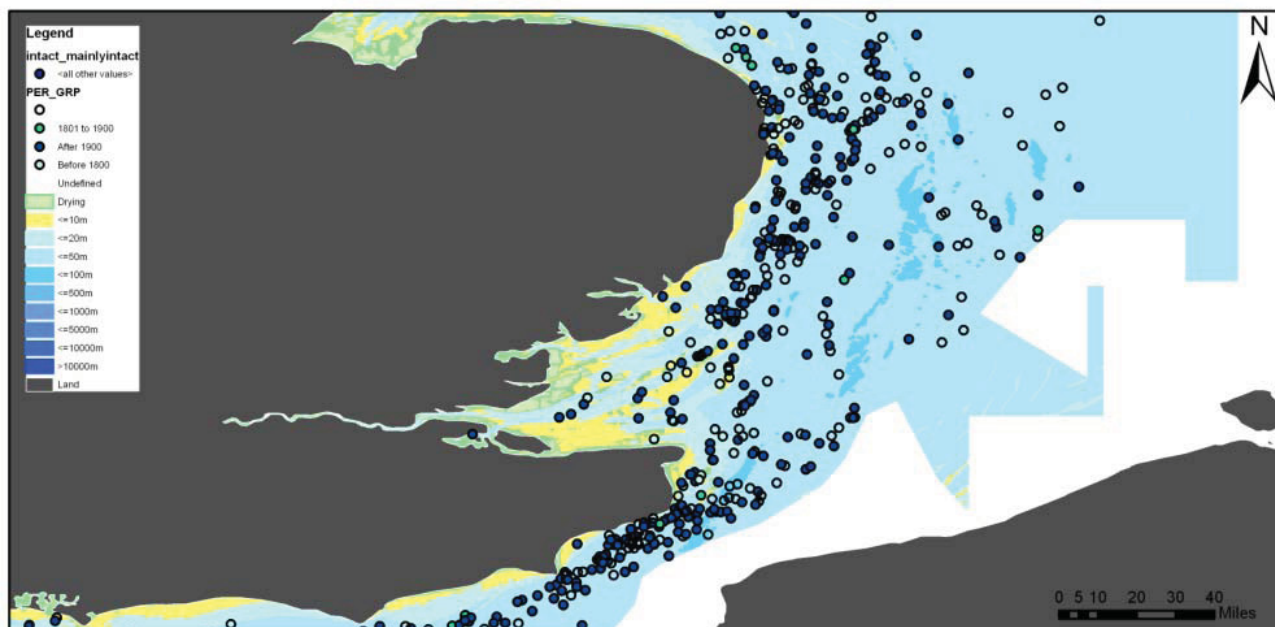 Legend
intact_mainlyintact
<all other values>
PER_GRP
1801 to 1900
After 1900
Before 1800
Undefined
Drying
<=10m
<=20m
<=50m
<=100m
<=500m
<=1000m
<=5000m
<=10000m
>10000m
Land
N
0 5 10 20 30 40
Miles